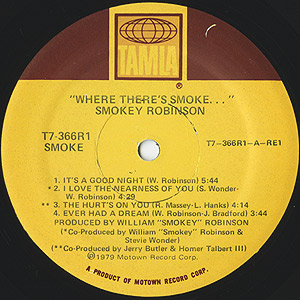 TAMLA
®
"WHERE THERE'S SMOKE. . ."
SMOKEY ROBINSON
T7-366R1
SMOKE
T7-366R1-A-RE1
1. IT'S A GOOD NIGHT (W. Robinson) 5:44
* 2. I LOVE THE NEARNESS OF YOU (S. Wonder-
W. Robinson) 4:29
** 3. THE HURT'S ON YOU (R. Massey-L. Hanks) 4:14
4. EVER HAD A DREAM (W. Robinson-J. Bradford) 3:44
PRODUCED BY WILLIAM "SMOKEY" ROBINSON
(*Co-Produced by William "Smokey" Robinson &
Stevie Wonder)
(**Co-Produced by Jerry Butler & Homer Talbert III)
℗1979 Motown Record Corp.
A PRODUCT OF MOTOWN RECORD CORP.